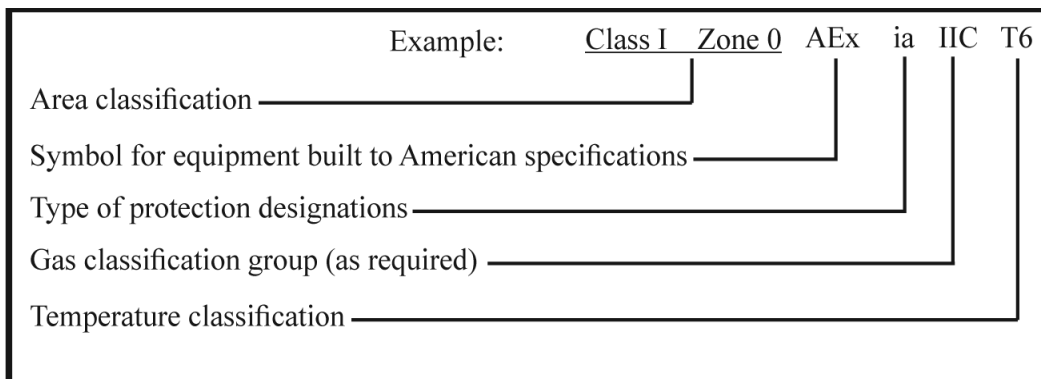 Example: Class I Zone 0 AEx ia IIC T6
Area classification
Symbol for equipment built to American specifications
Type of protection designations
Gas classification group (as required)
Temperature classification